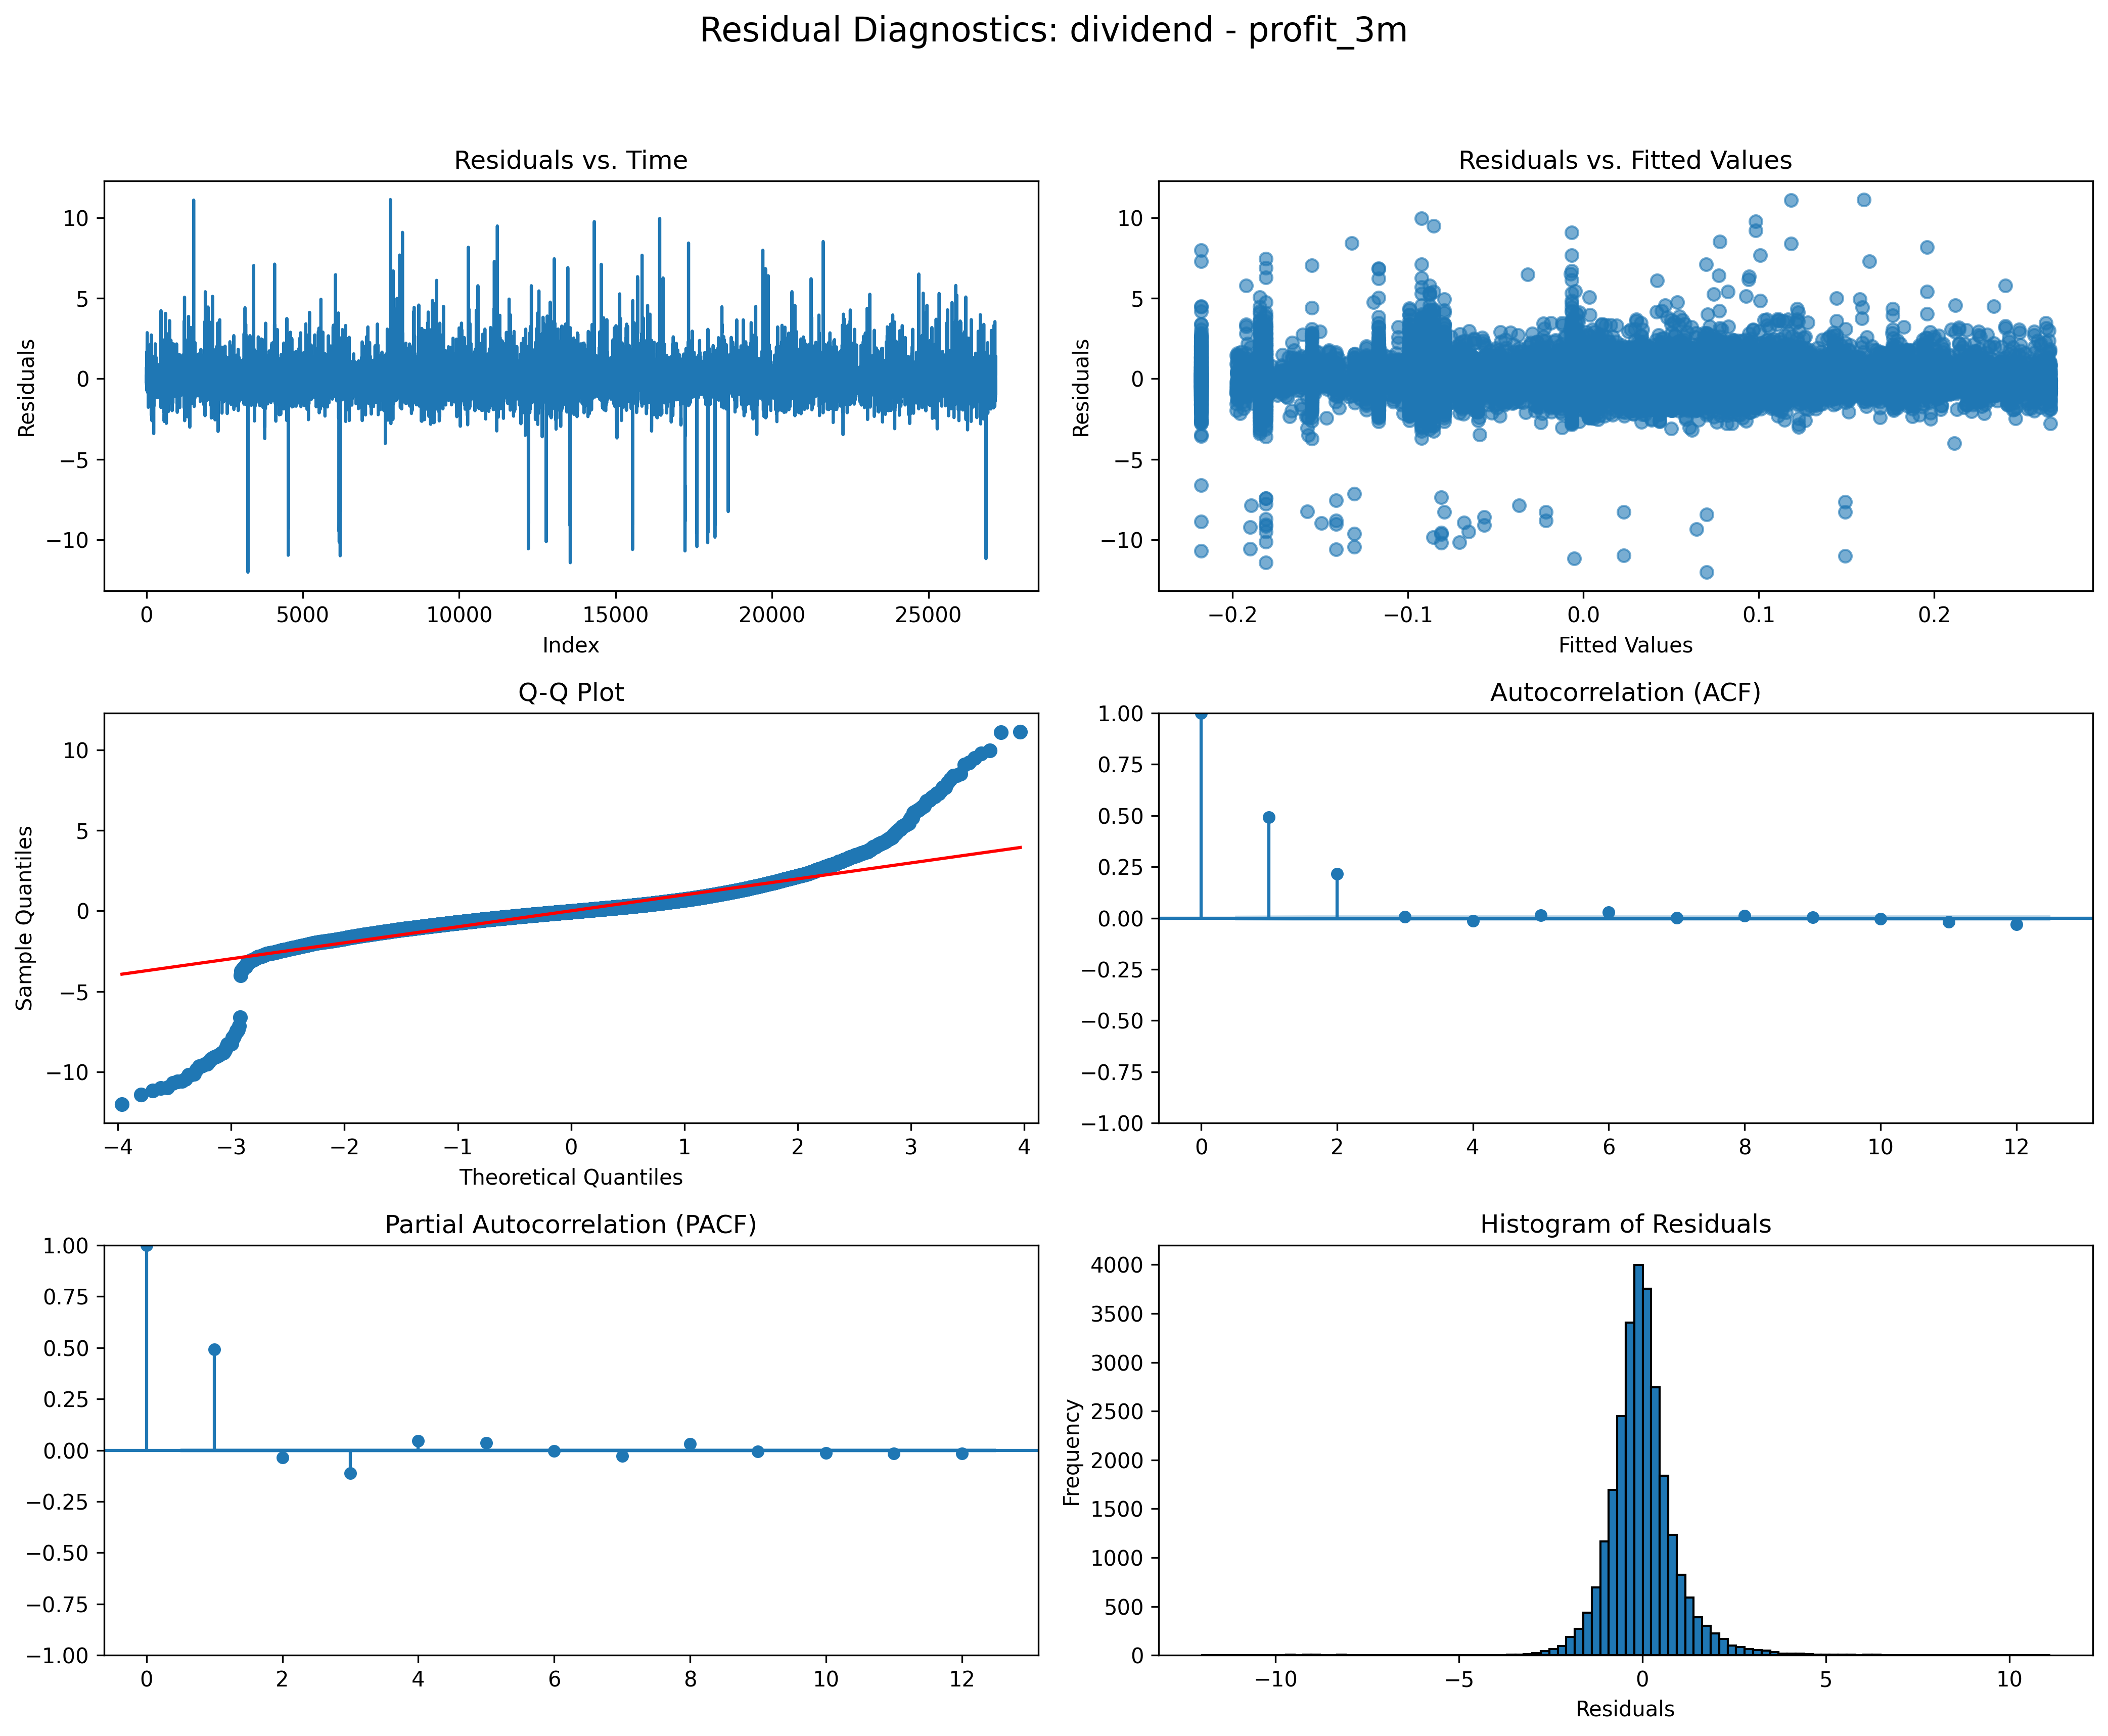 Residual Diagnostics: dividend - profit_3m
Residuals vs. Time
10
5
0
−5
−10
Residuals
0 5000 10000 15000 20000 25000
Index
Residuals vs. Fitted Values
10
5
0
−5
−10
Residuals
−0.2 −0.1 0.0 0.1 0.2
Fitted Values
Q-Q Plot
10
5
0
−5
−10
Sample Quantiles
−4 −3 −2 −1 0 1 2 3 4
Theoretical Quantiles
Autocorrelation (ACF)
1.00
0.75
0.50
0.25
0.00
−0.25
−0.50
−0.75
−1.00
0 2 4 6 8 10 12
Partial Autocorrelation (PACF)
1.00
0.75
0.50
0.25
0.00
−0.25
−0.50
−0.75
−1.00
0 2 4 6 8 10 12
Histogram of Residuals
4000
3500
3000
2500
2000
1500
1000
500
0
Frequency
−10 −5 0 5 10
Residuals